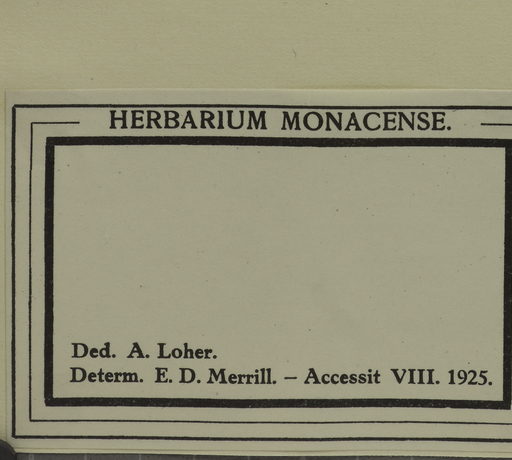 HERBARIUM MONACENSE.
Ded. A. Loher.
Determ. E. D. Merrill. – Accessit VIII. 1925.